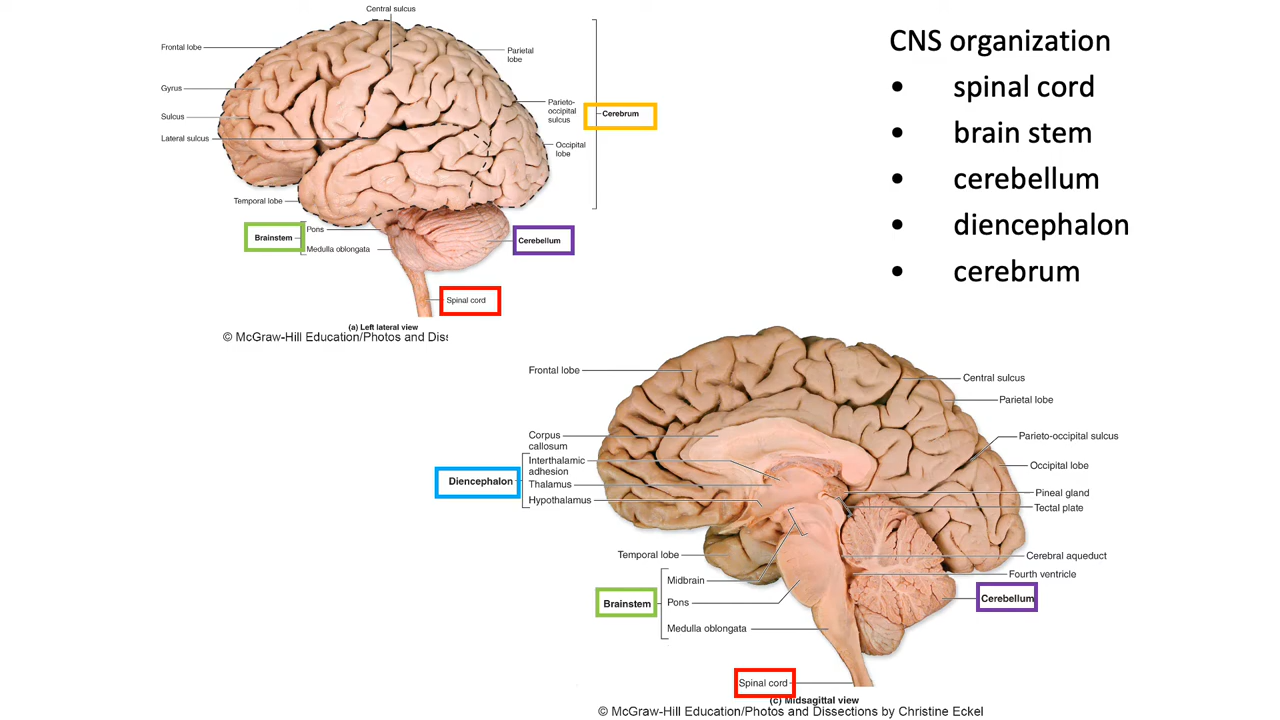 Central sulcus
Frontal lobe
Parietal
lobe
Gyrus
Parieto-
occipital
sulcus
Cerebrum
Sulcus
Lateral sulcus
Occipital
lobe
Temporal lobe
Pons
Brainstem
Medulla oblongata
Cerebellum
Spinal cord
(a) Left lateral view
© McGraw-Hill Education/Photos and Dis
CNS organization
• spinal cord
• brain stem
• cerebellum
• diencephalon
• cerebrum
Frontal lobe
Central sulcus
Parietal lobe
Corpus
callosum
Parieto-occipital sulcus
Interthalamic
adhesion
Occipital lobe
Diencephalon
Thalamus
Pineal gland
Hypothalamus
Tectal plate
Temporal lobe
Cerebral aqueduct
Midbrain
Fourth ventricle
Brainstem
Pons
Cerebellum
Medulla oblongata
Spinal cord
(c) Midsagittal view
© McGraw-Hill Education/Photos and Dissections by Christine Eckel